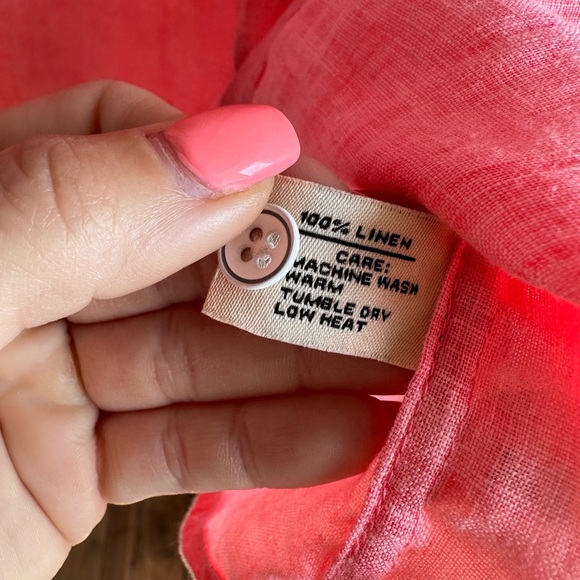 100% LINEN
CARE:
MACHINE WASH
WARM
TUMBLE DRY
LOW HEAT